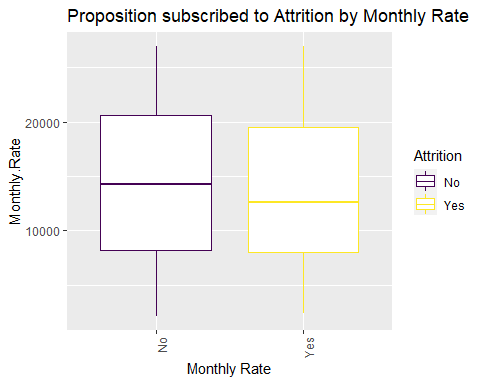 Proposition subscribed to Attrition by Monthly Rate
Monthly.Rate
20000
10000
No
Yes
Monthly Rate
Attrition
No
Yes